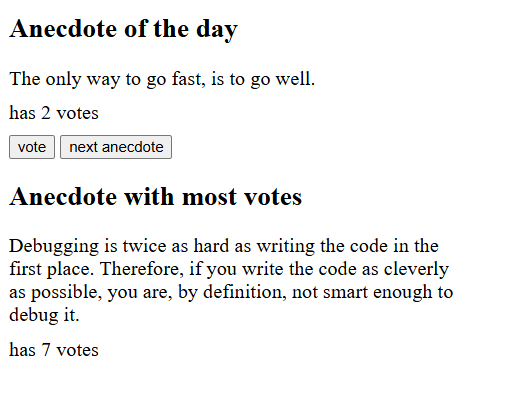 Anecdote of the day
The only way to go fast, is to go well.
has 2 votes
vote next anecdote
Anecdote with most votes
Debugging is twice as hard as writing the code in the
first place. Therefore, if you write the code as cleverly
as possible, you are, by definition, not smart enough to
debug it.
has 7 votes